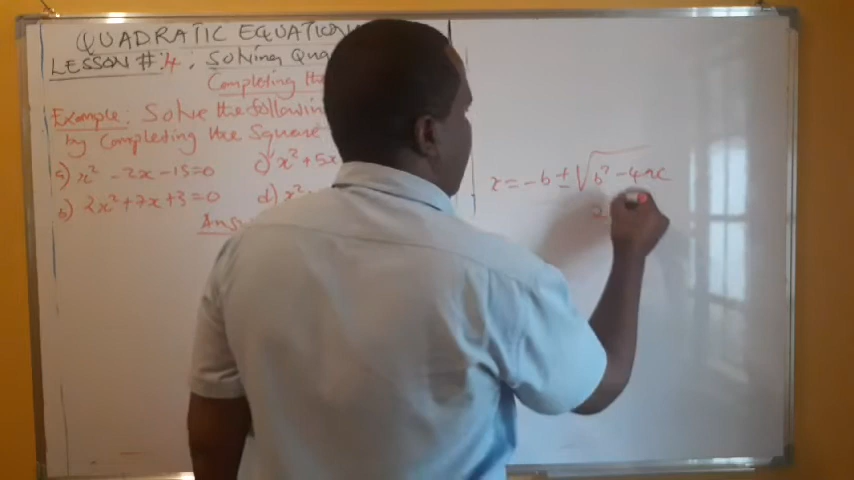 QUADRATIC EQUATION
LESSON #:4 ; Solving Qua
Completing th
Example: Solve the followin
by Completing the Square
a) x² -2x -15=0
c) x² + 5x
b) 2x² +7x +3 =0
d) x²
Ans
x = -b ± √b² -4ac
2